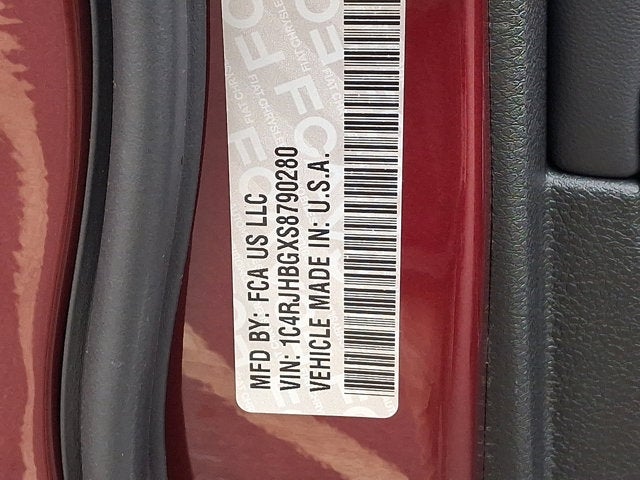 MFD BY: FCA US LLC
VIN: 1C4RJHBGXS8790280
VEHICLE MADE IN: U.S.A.